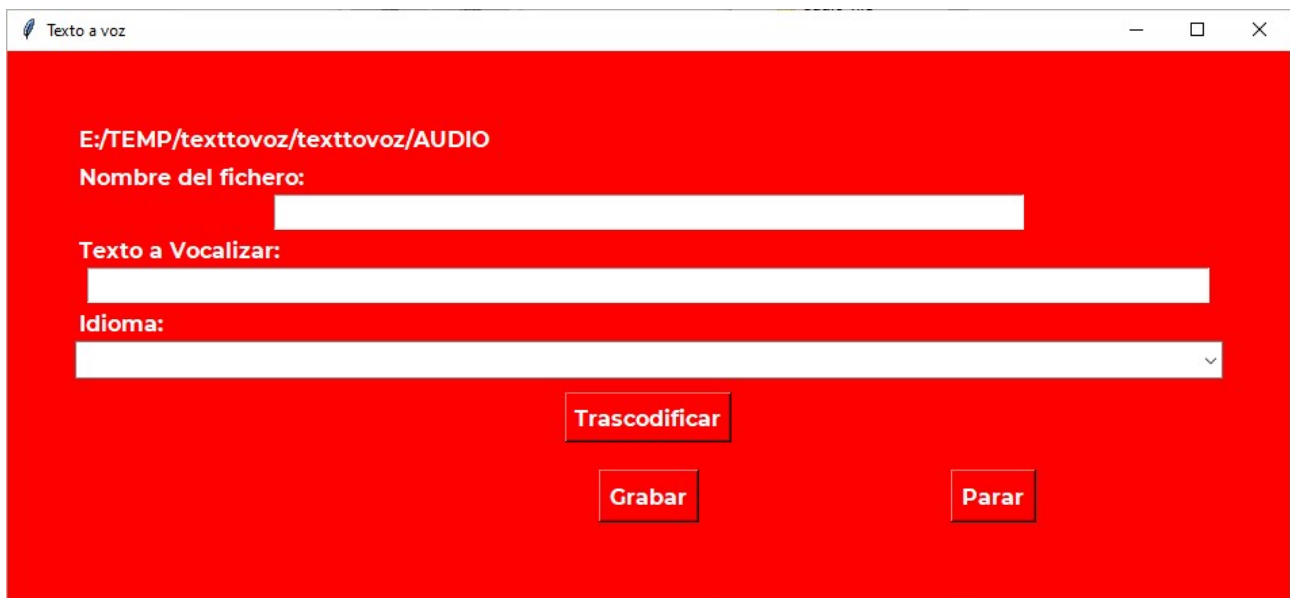 Texto a voz
E:/TEMP/texttovoz/texttovoz/AUDIO
Nombre del fichero:
Texto a Vocalizar:
Idioma:
Trascodificar
Grabar Parar